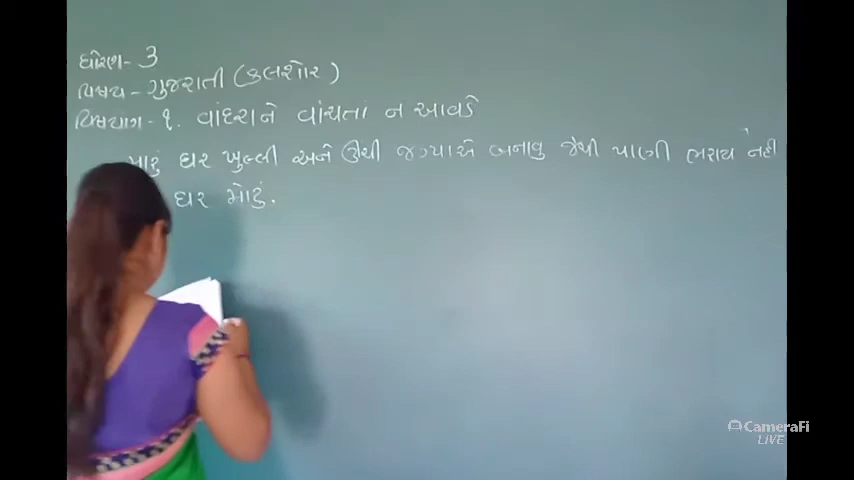 ધોરણ- 3
વિષય - ગુજરાતી (કલશોર)
વિષયાંગ- ૧. વાંદરાને વાંચતા ન આવડે
મારું ઘર ખુલ્લી અને ઊંચી જગ્યાએ બનાવુ જેથી પાણી ભરાય નહી
ઘર મોટું.
CameraFi
LIVE